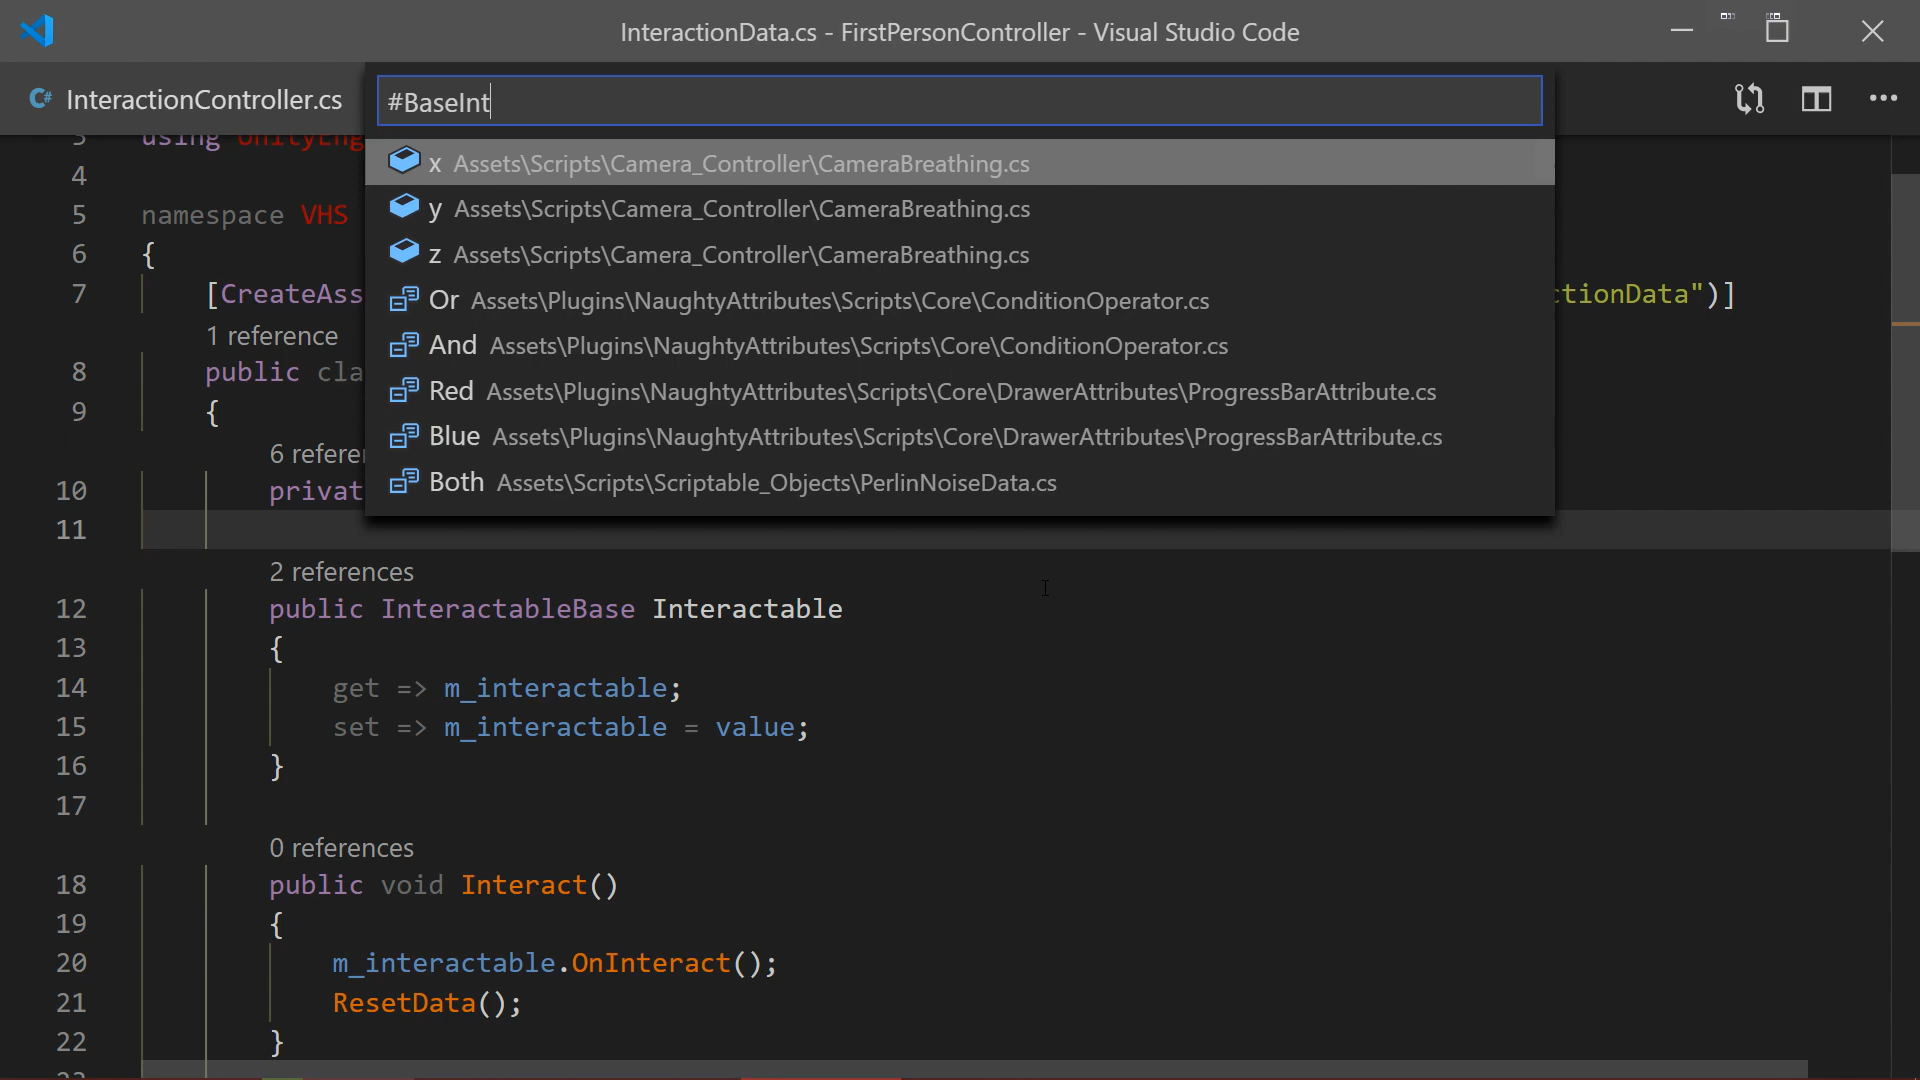 InteractionData.cs - FirstPersonController - Visual Studio Code
InteractionController.cs
#BaseInt
x Assets\Scripts\Camera_Controller\CameraBreathing.cs
y Assets\Scripts\Camera_Controller\CameraBreathing.cs
z Assets\Scripts\Camera_Controller\CameraBreathing.cs
Or Assets\Plugins\NaughtyAttributes\Scripts\Core\ConditionOperator.cs
And Assets\Plugins\NaughtyAttributes\Scripts\Core\ConditionOperator.cs
Red Assets\Plugins\NaughtyAttributes\Scripts\Core\DrawerAttributes\ProgressBarAttribute.cs
Blue Assets\Plugins\NaughtyAttributes\Scripts\Core\DrawerAttributes\ProgressBarAttribute.cs
Both Assets\Scripts\Scriptable_Objects\PerlinNoiseData.cs
3 using UnityEng
4
5 namespace VHS
6 {
7 [CreateAss ctionData")]
1 reference
8 public cla
9 {
6 refere
10 privat
11
2 references
12 public InteractableBase Interactable
13 {
14 get => m_interactable;
15 set => m_interactable = value;
16 }
17
0 references
18 public void Interact()
19 {
20 m_interactable.OnInteract();
21 ResetData();
22 }